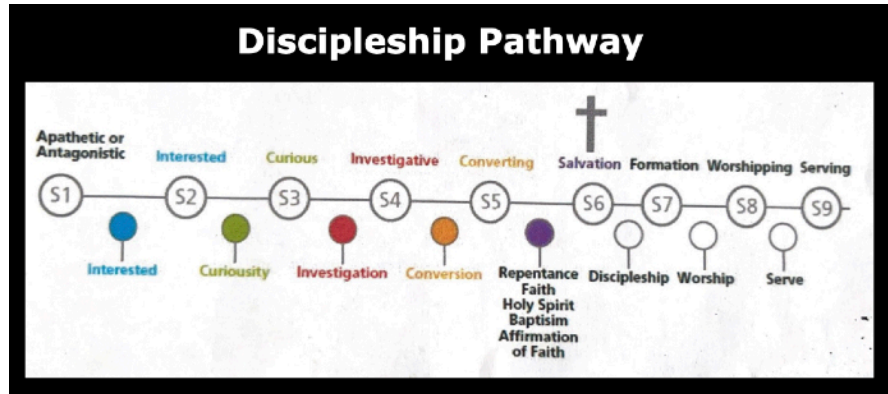 Discipleship Pathway
Apathetic or
Antagonistic
Interested
Curious
Investigative
Converting
Salvation
Formation
Worshipping
Serving
S1
S2
S3
S4
S5
S6
S7
S8
S9
Interested
Curiousity
Investigation
Conversion
Repentance
Faith
Holy Spirit
Baptisim
Affirmation
of Faith
Discipleship
Worship
Serve